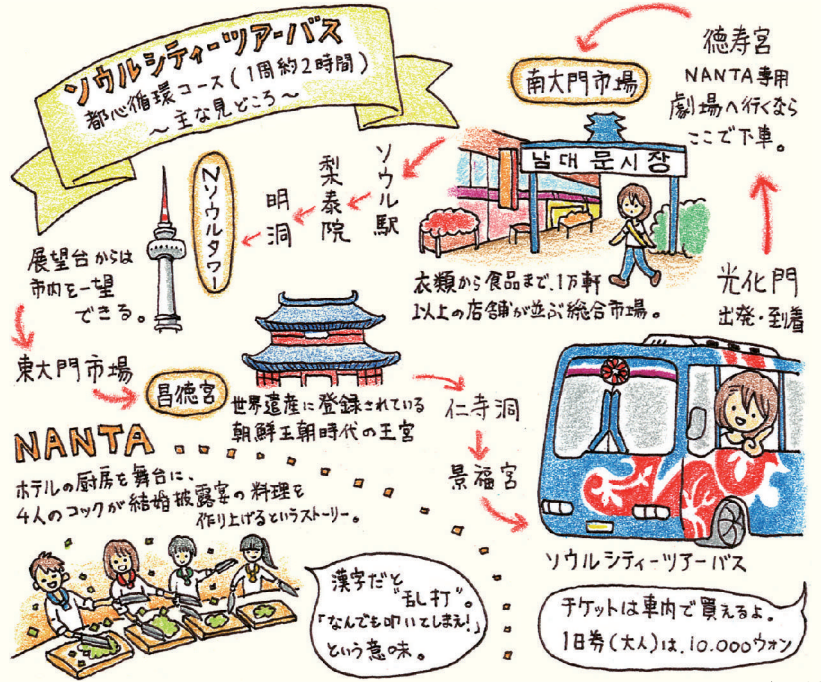 ソウルシティーツアーバス
都心循環コース(1周約2時間)
~主な見どころ~
徳寿宮
NANTA専用
劇場へ行くなら
ここで下車。
南大門市場
남대문시장
衣類から食品まで、1万軒
以上の店舗が並ぶ総合市場。
ソウル駅
梨泰院
明洞
Nソウルタワー
展望台からは
市内を一望
できる。
光化門
出発・到着
東大門市場
昌徳宮
世界遺産に登録されている
朝鮮王朝時代の王宮
仁寺洞
景福宮
NANTA
ホテルの厨房を舞台に、
4人のコックが結婚披露宴の料理を
作り上げるというストーリー。
漢字だと
"乱打"。
「なんでも叩いてしまえ!」
という意味。
ソウルシティーツアーバス
チケットは車内で買えるよ。
1日券(大人)は、10.000ウォン